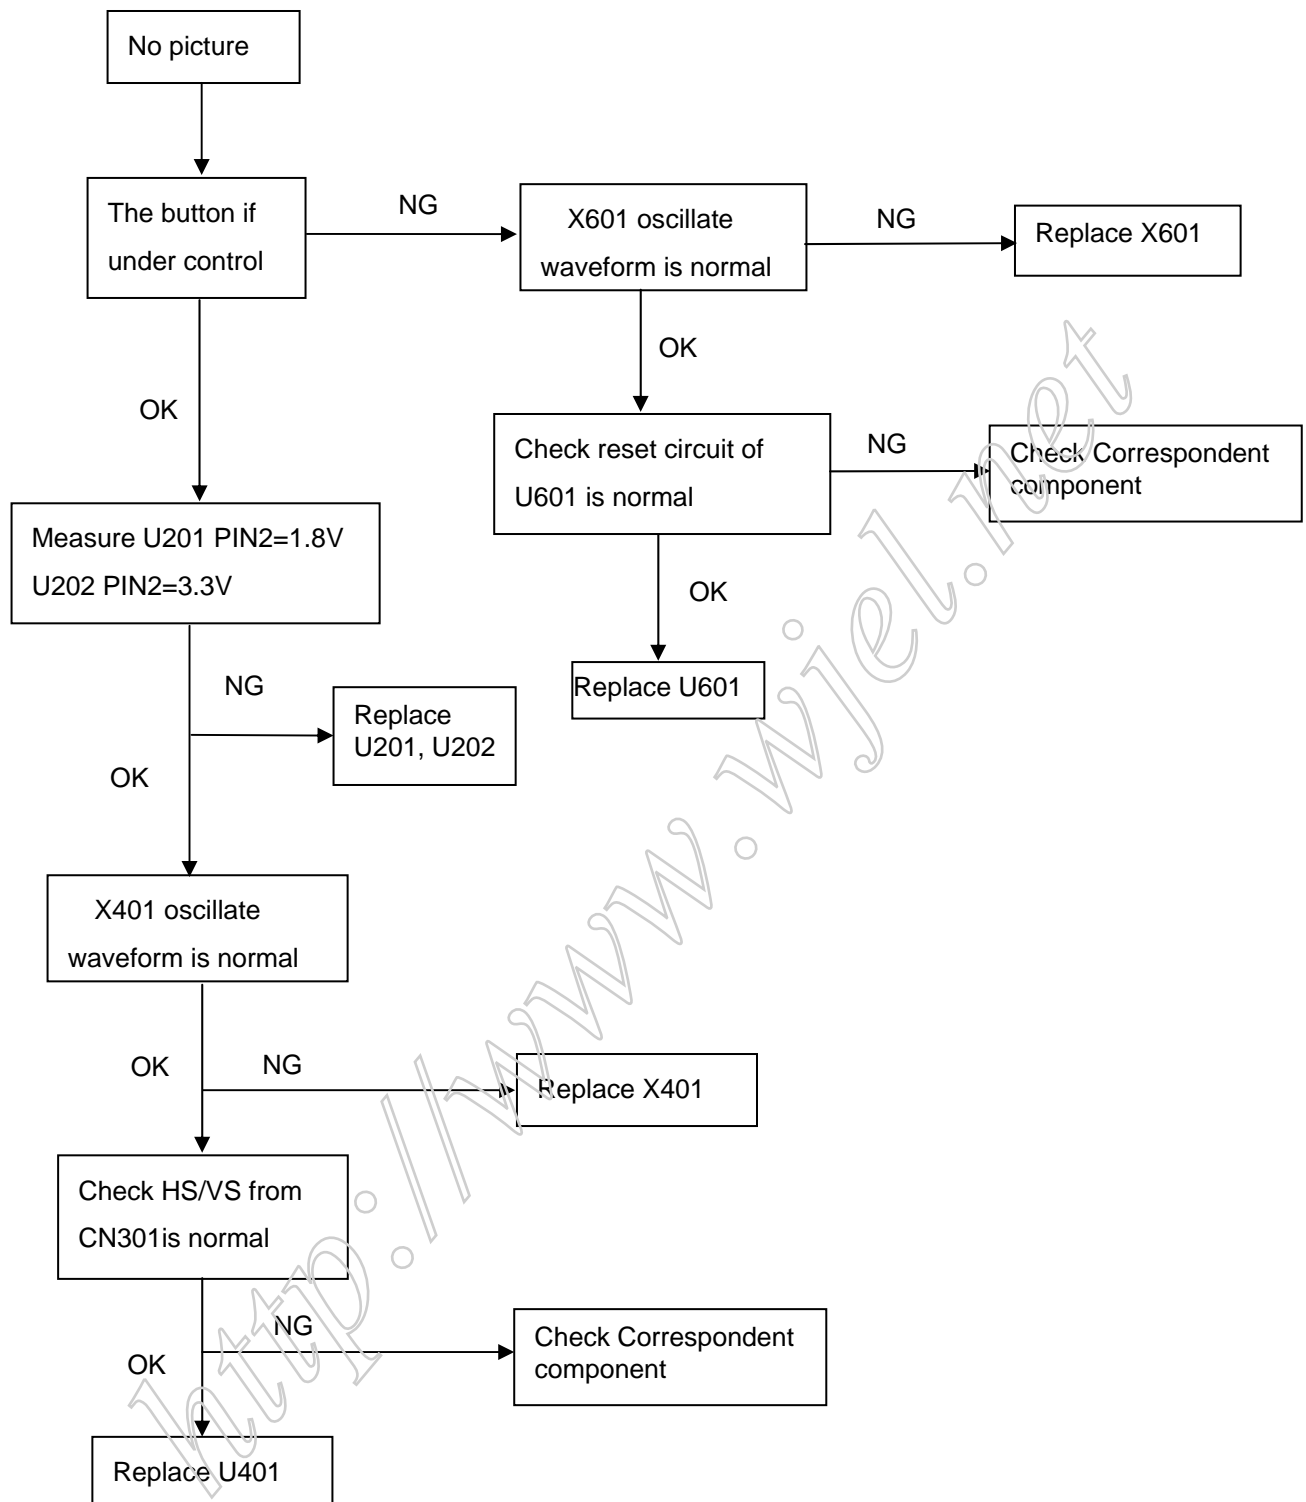 No picture
The button if
under control
NG
X601 oscillate
waveform is normal
NG
Replace X601
OK
OK
Check reset circuit of
U601 is normal
NG
Check Correspondent
component
Measure U201 PIN2=1.8V
U202 PIN2=3.3V
OK
Replace U601
NG
Replace
U201, U202
OK
X401 oscillate
waveform is normal
OK
NG
Replace X401
Check HS/VS from
CN301is normal
NG
OK
Check Correspondent
component
Replace U401
http://www.wjel.net